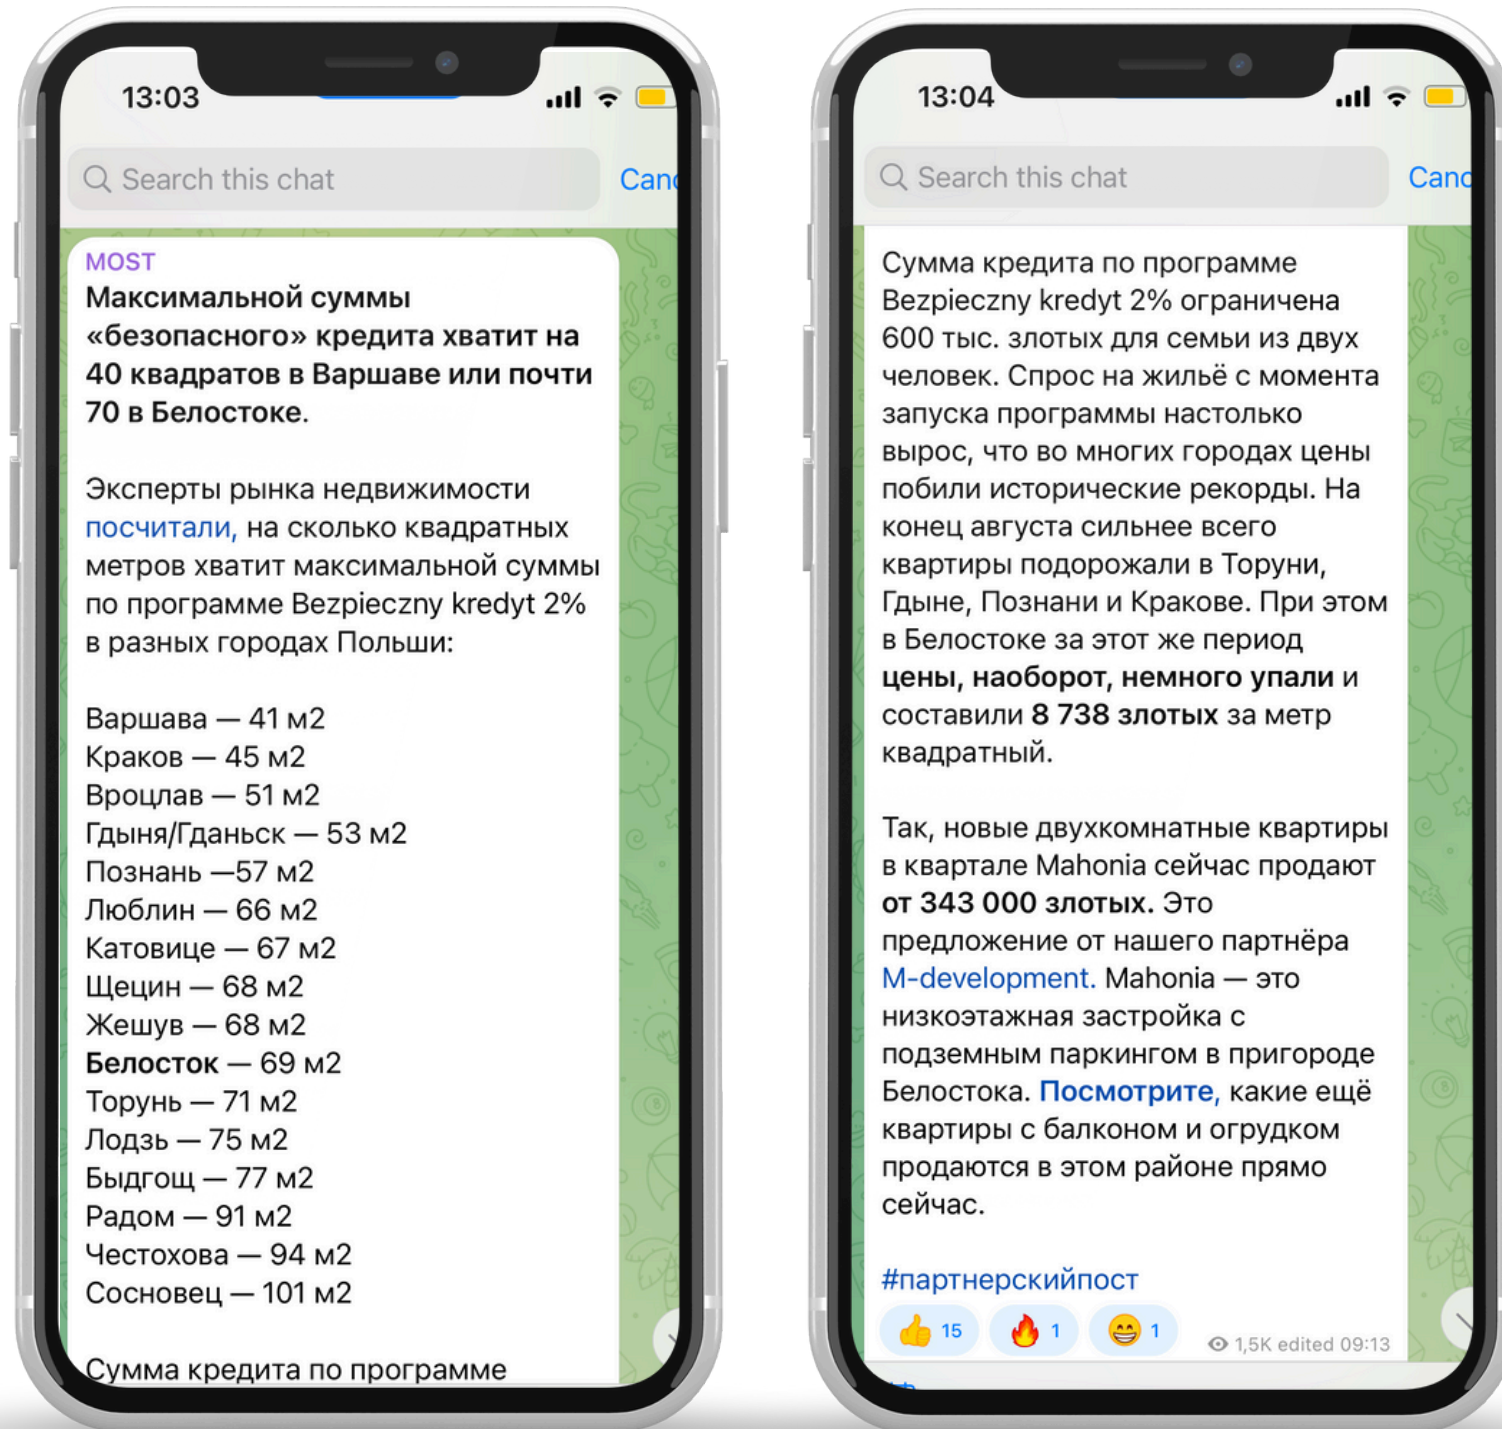 13:03
Search this chat
Canc
MOST
Максимальной суммы
«безопасного» кредита хватит на
40 квадратов в Варшаве или почти
70 в Белостоке.
Эксперты рынка недвижимости
посчитали, на сколько квадратных
метров хватит максимальной суммы
по программе Bezpieczny kredyt 2%
в разных городах Польши:
Варшава — 41 м2
Краков — 45 м2
Вроцлав — 51 м2
Гдыня/Гданьск — 53 м2
Познань —57 м2
Люблин — 66 м2
Катовице — 67 м2
Щецин — 68 м2
Жешув — 68 м2
Белосток — 69 м2
Торунь — 71 м2
Лодзь — 75 м2
Быдгощ — 77 м2
Радом — 91 м2
Честохова — 94 м2
Сосновец — 101 м2
Сумма кредита по программе
13:04
Search this chat
Canc
Сумма кредита по программе
Bezpieczny kredyt 2% ограничена
600 тыс. злотых для семьи из двух
человек. Спрос на жильё с момента
запуска программы настолько
вырос, что во многих городах цены
побили исторические рекорды. На
конец августа сильнее всего
квартиры подорожали в Торуни,
Гдыне, Познани и Кракове. При этом
в Белостоке за этот же период
цены, наоборот, немного упали и
составили 8 738 злотых за метр
квадратный.
Так, новые двухкомнатные квартиры
в квартале Mahonia сейчас продают
от 343 000 злотых. Это
предложение от нашего партнёра
M-development. Mahonia — это
низкоэтажная застройка с
подземным паркингом в пригороде
Белостока. Посмотрите, какие ещё
квартиры с балконом и огрудком
продаются в этом районе прямо
сейчас.
#партнерскийпост
15 1 1
1,5K edited 09:13